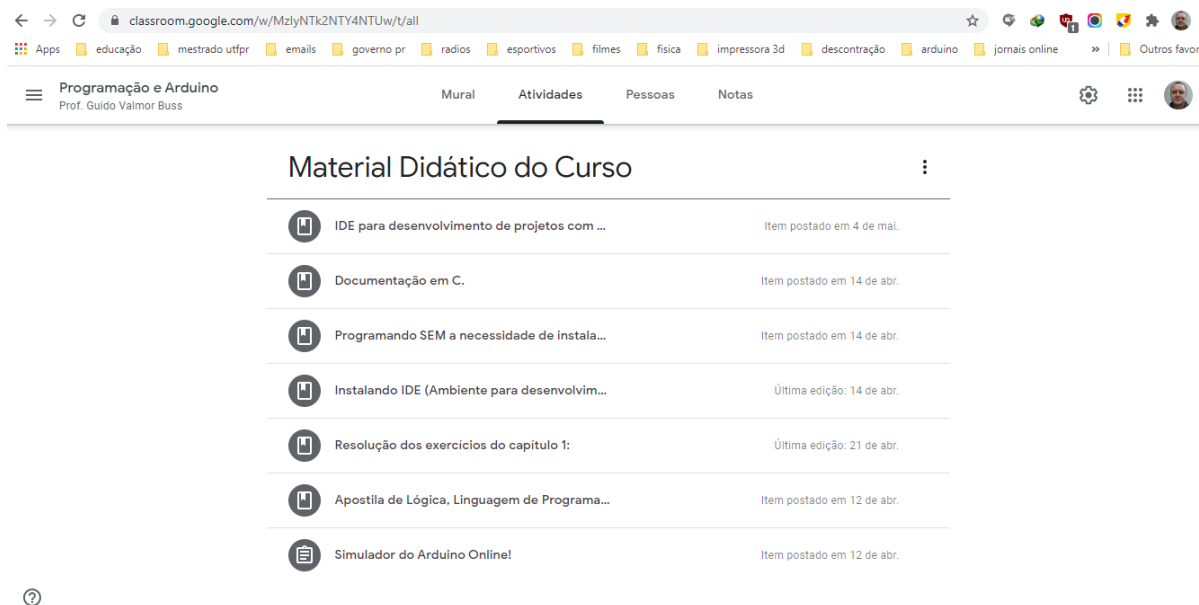 classroom.google.com/w/MzIyNTk2NTY4NTUw/t/all
1
Apps educação mestrado utfpr emails governo pr radios esportivos filmes fisica impressora 3d descontração arduino jornais online » Outros favor
Programação e Arduino
Prof. Guido Valmor Buss
Mural Atividades Pessoas Notas
Material Didático do Curso
IDE para desenvolvimento de projetos com ... Item postado em 4 de mai.
Documentação em C. Item postado em 14 de abr.
Programando SEM a necessidade de instala... Item postado em 14 de abr.
Instalando IDE (Ambiente para desenvolvim... Última edição: 14 de abr.
Resolução dos exercícios do capítulo 1: Última edição: 21 de abr.
Apostila de Lógica, Linguagem de Programa... Item postado em 12 de abr.
Simulador do Arduino Online! Item postado em 12 de abr.